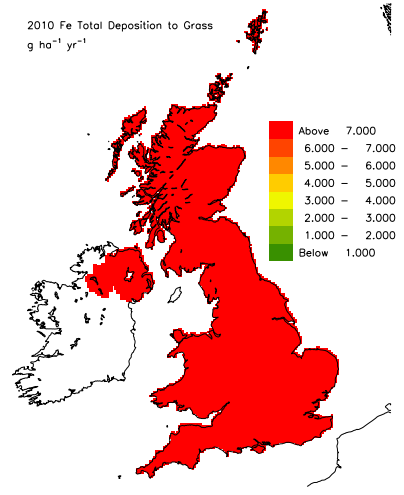 2010 Fe Total Deposition to Grass
g ha⁻¹ yr⁻¹
Above 7.000
6.000 – 7.000
5.000 – 6.000
4.000 – 5.000
3.000 – 4.000
2.000 – 3.000
1.000 – 2.000
Below 1.000